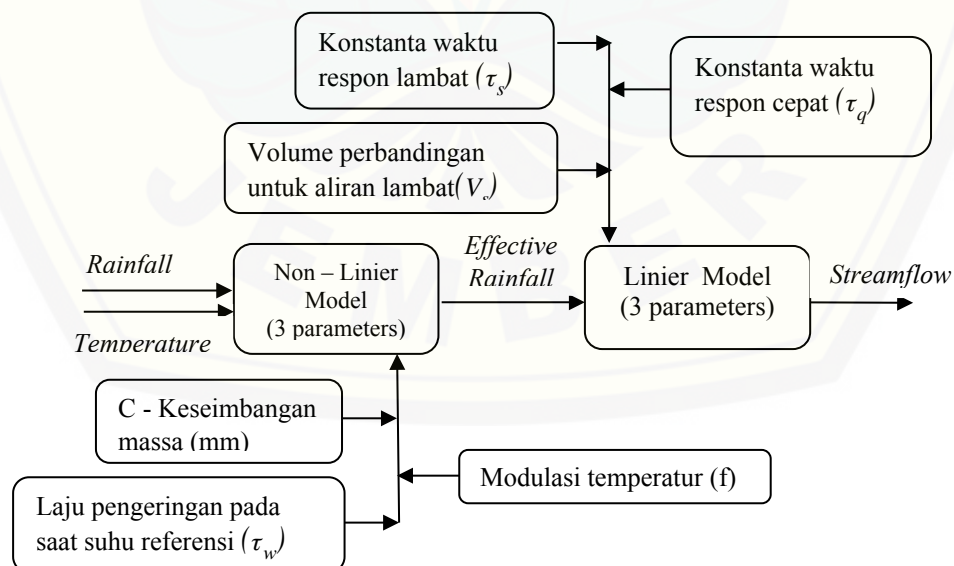 Konstanta waktu
respon lambat (τs)
Konstanta waktu
respon cepat (τq)
Volume perbandingan
untuk aliran lambat(Vs)
Rainfall
Temperature
Non – Linier
Model
(3 parameters)
Effective
Rainfall
Linier Model
(3 parameters)
Streamflow
C - Keseimbangan
massa (mm)
Modulasi temperatur (f)
Laju pengeringan pada
saat suhu referensi (τw)
JEMBER